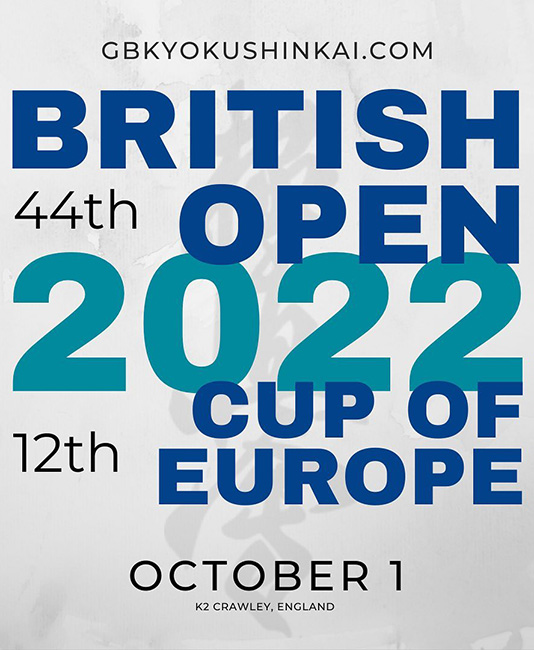 GBKYOKUSHINKAI.COM
BRITISH
44th OPEN
2022
CUP OF
12th EUROPE
OCTOBER 1
K2 CRAWLEY, ENGLAND